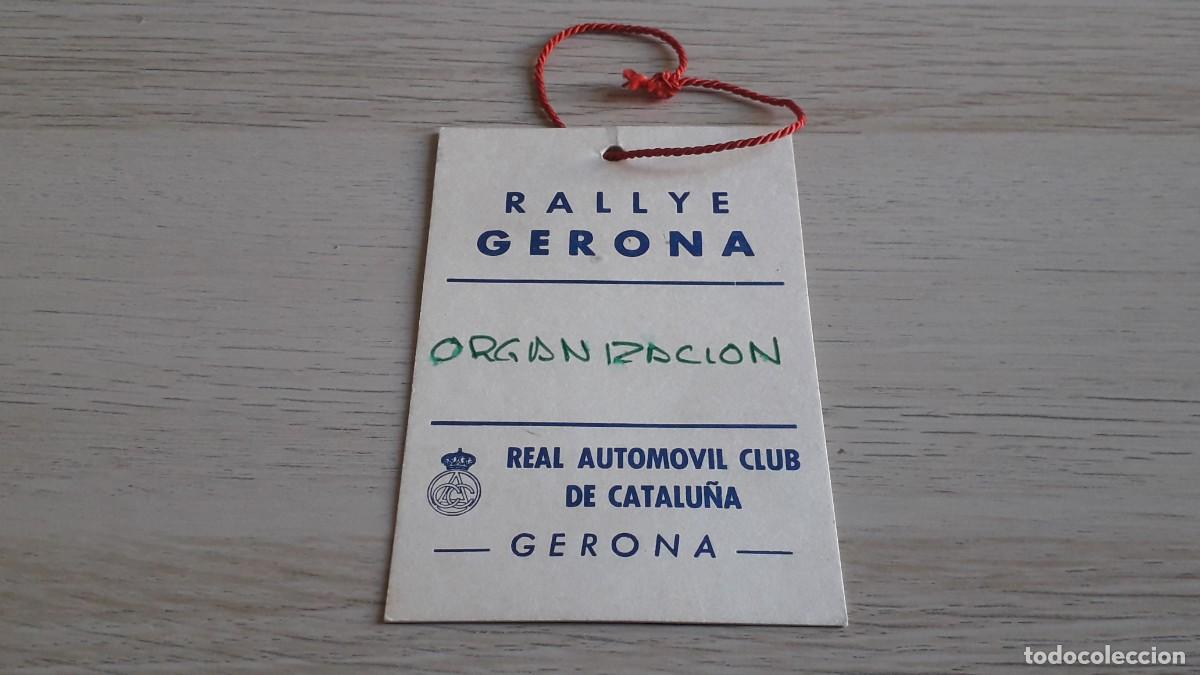 RALLYE
GERONA
ORGANIZACION
REAL AUTOMOVIL CLUB
DE CATALUÑA
— GERONA —
todocoleccion